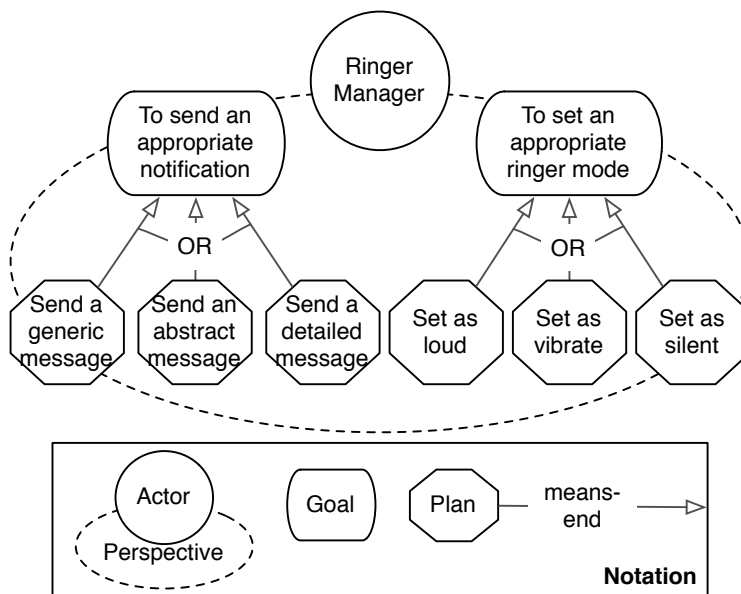 Ringer
Manager
To send an
appropriate
notification
To set an
appropriate
ringer mode
OR
OR
Send a
generic
message
Send an
abstract
message
Send a
detailed
message
Set as
loud
Set as
vibrate
Set as
silent
Actor
Perspective
Goal
Plan
means-
end
Notation